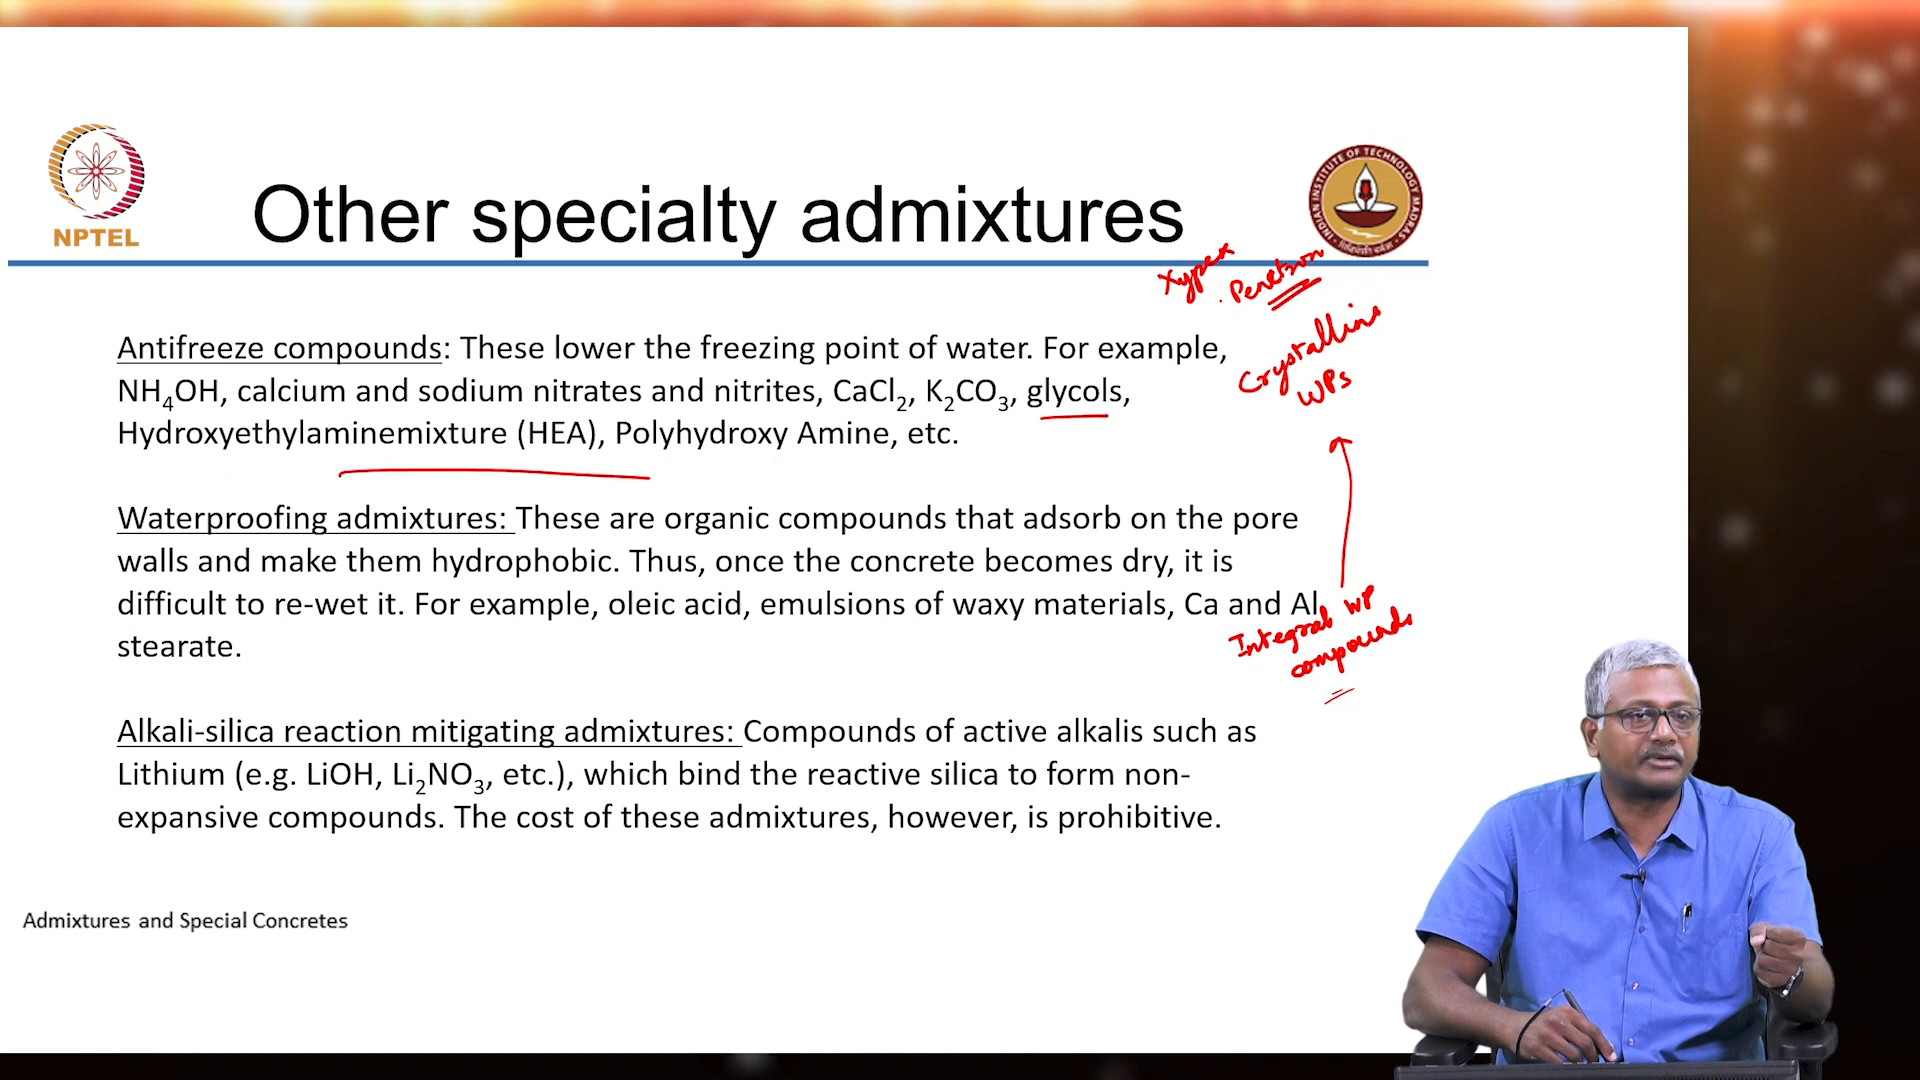 NPTEL
Other specialty admixtures
INDIAN INSTITUTE OF TECHNOLOGY MADRAS
Xypex
Penetron
Crystalline
WPs
Antifreeze compounds: These lower the freezing point of water. For example,
NH₄OH, calcium and sodium nitrates and nitrites, CaCl₂, K₂CO₃, glycols,
Hydroxyethylaminemixture (HEA), Polyhydroxy Amine, etc.
Waterproofing admixtures: These are organic compounds that adsorb on the pore
walls and make them hydrophobic. Thus, once the concrete becomes dry, it is
difficult to re-wet it. For example, oleic acid, emulsions of waxy materials, Ca and Al
stearate.
Integral WP
compounds
Alkali-silica reaction mitigating admixtures: Compounds of active alkalis such as
Lithium (e.g. LiOH, Li₂NO₃, etc.), which bind the reactive silica to form non-
expansive compounds. The cost of these admixtures, however, is prohibitive.
Admixtures and Special Concretes